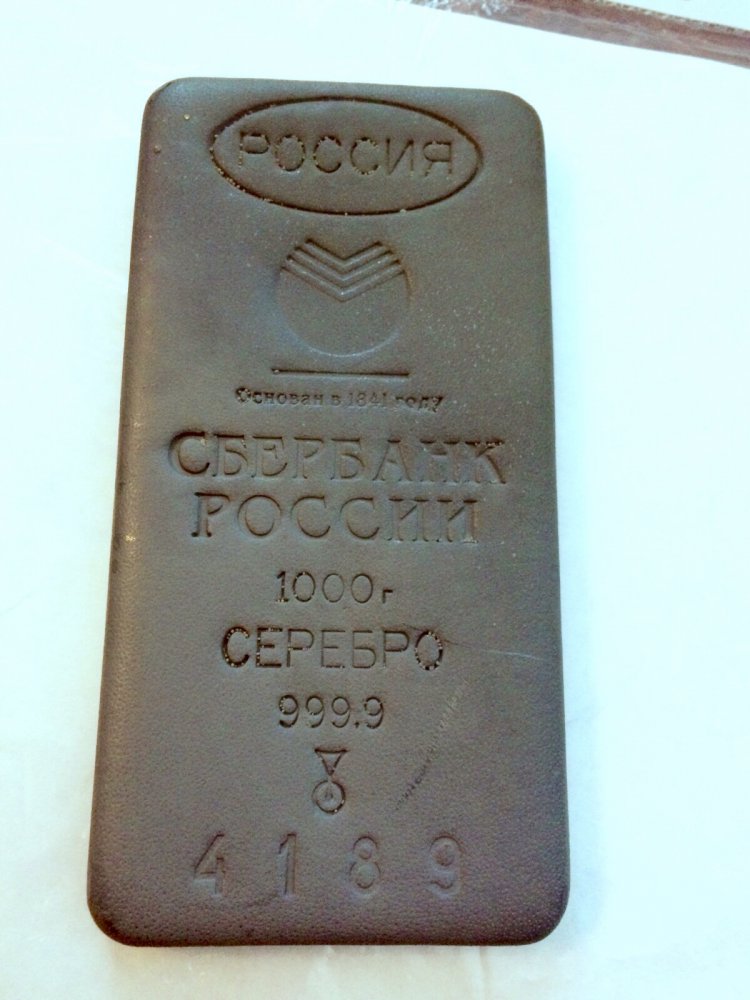 РОССИЯ
Основан в 1841 году
СБЕРБАНК
РОССИИ
1000г
СЕРЕБРО
999.9
4189